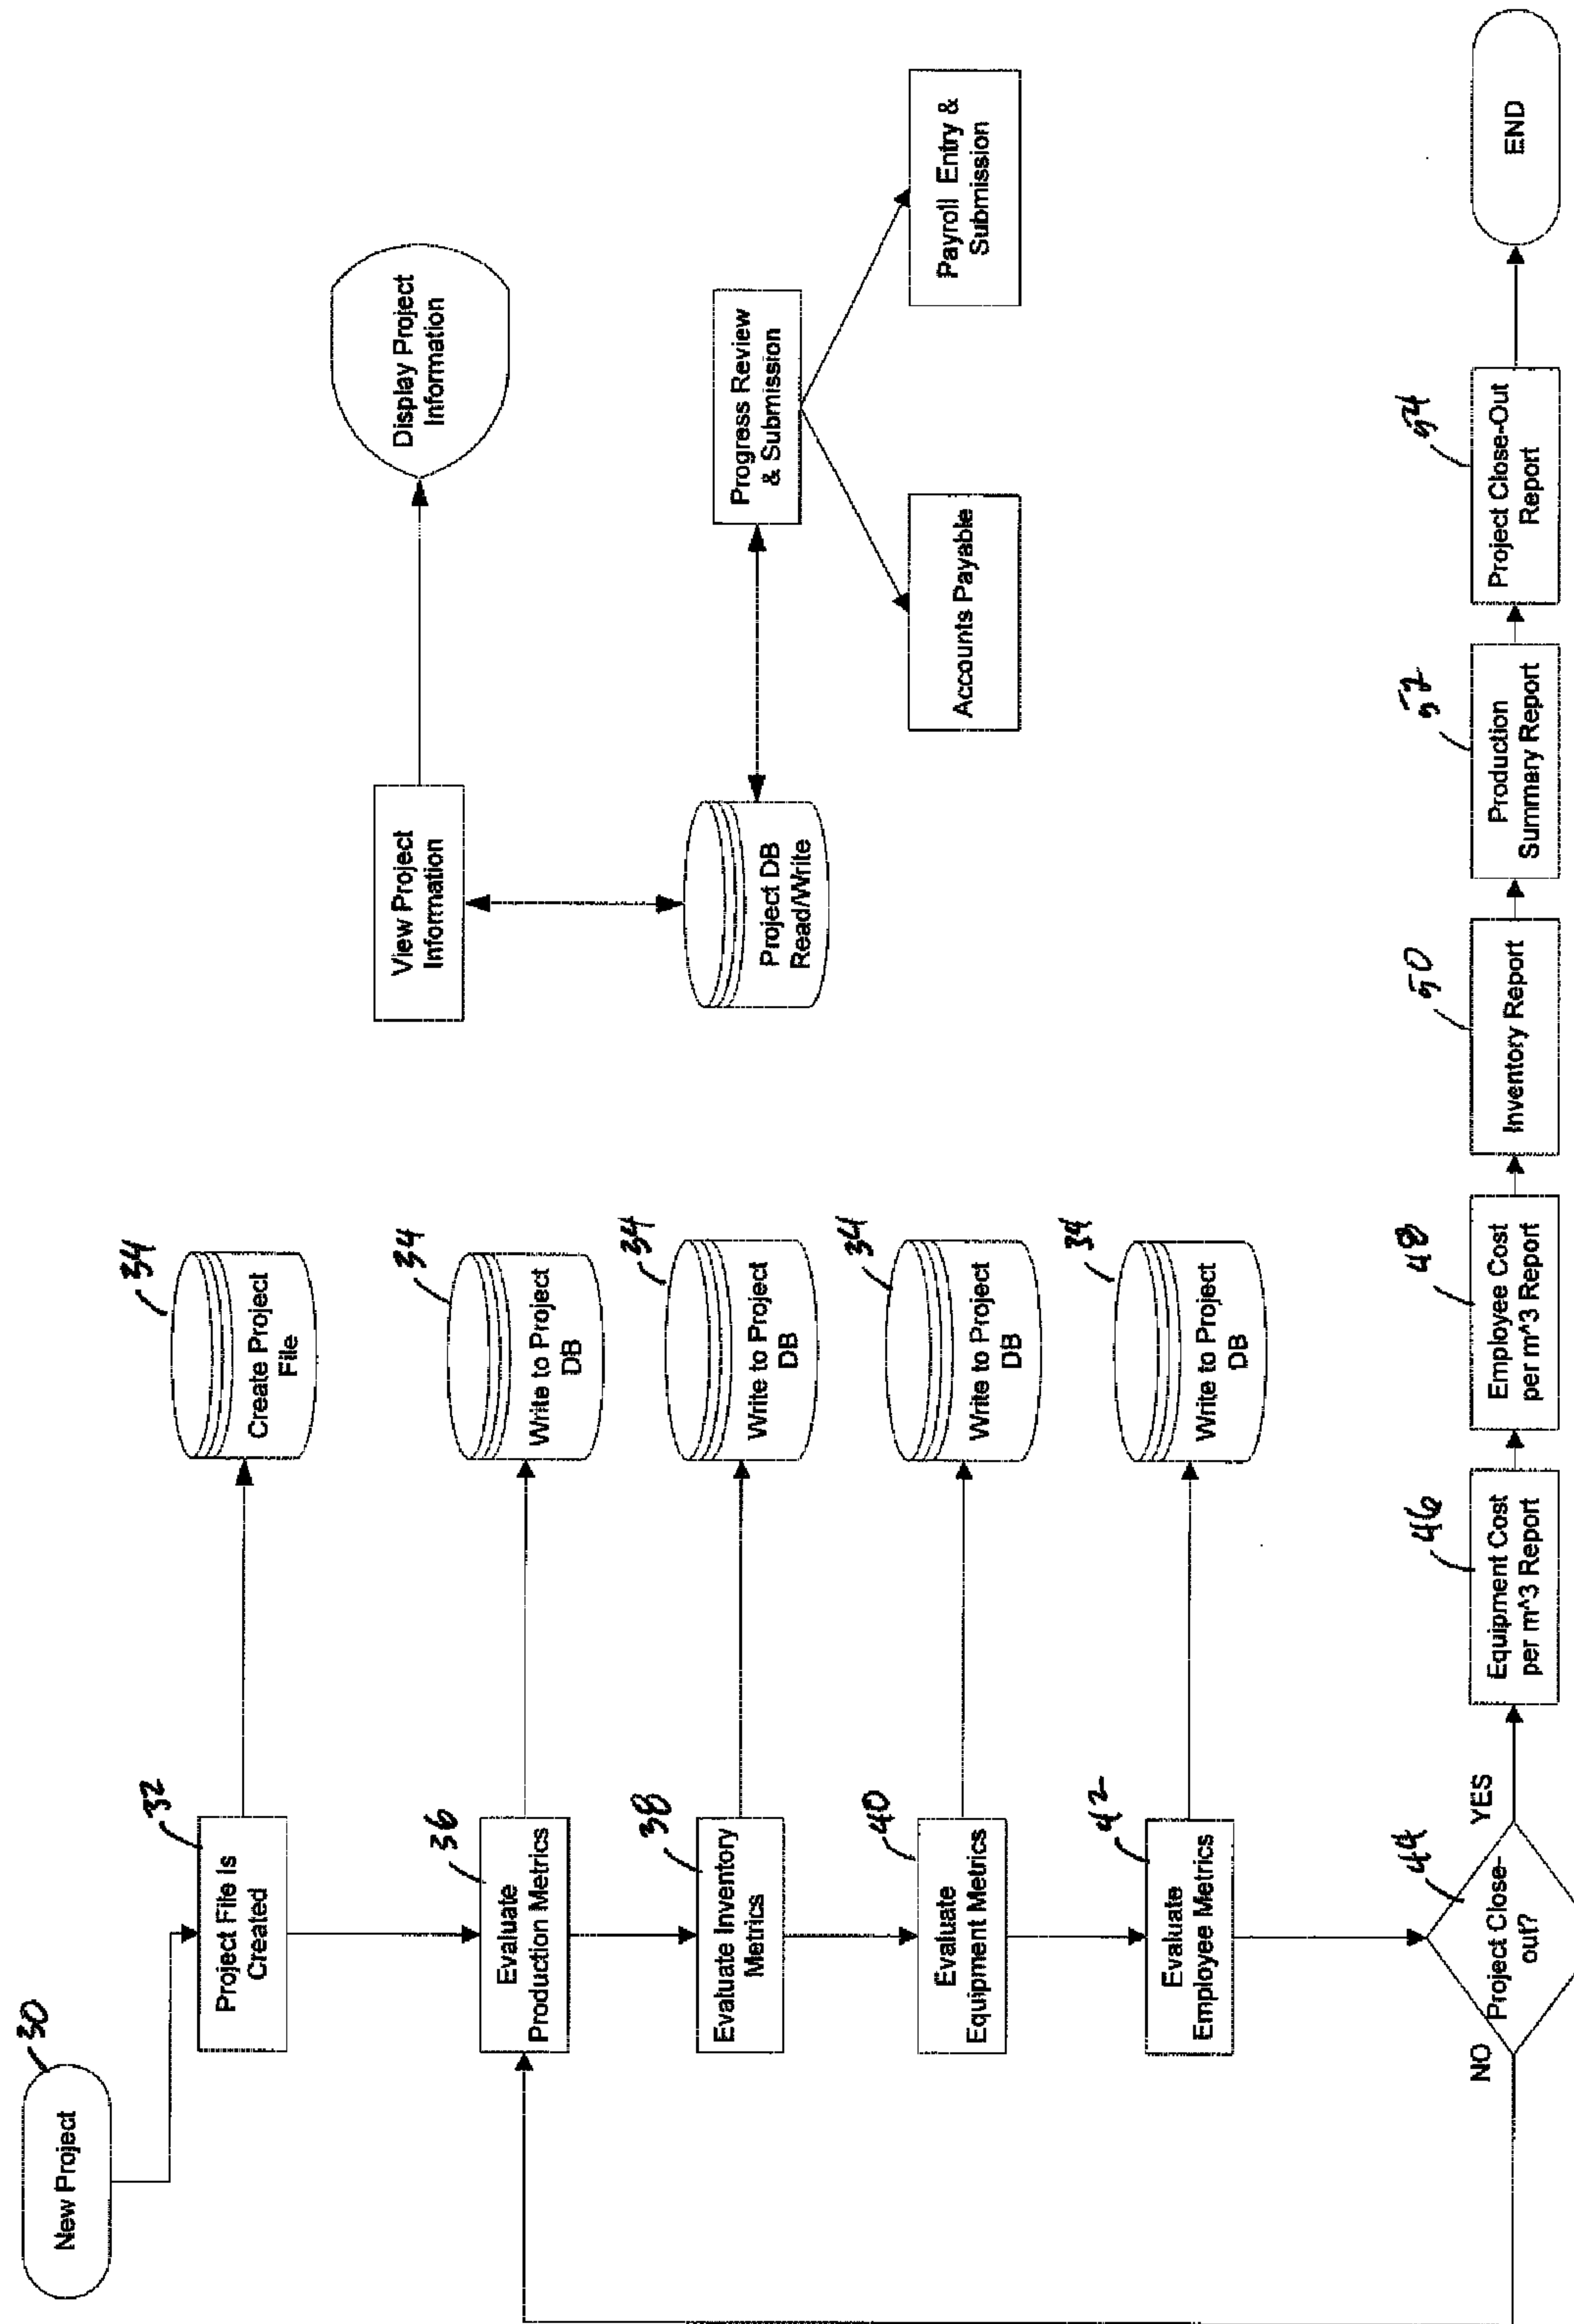 New Project
30
Project File Is
Created
32
Create Project
File
34
Evaluate
Production Metrics
36
Write to Project
DB
34
Evaluate Inventory
Metrics
38
Write to Project
DB
34
Evaluate
Equipment Metrics
40
Write to Project
DB
34
Evaluate
Employee Metrics
42
Write to Project
DB
34
NO
Project Close-
out?
44
YES
Equipment Cost
per m^3 Report
46
Employee Cost
per m^3 Report
48
Inventory Report
50
Production
Summary Report
52
Project Close-Out
Report
54
END
View Project
Information
Display Project
Information
Project DB
Read/Write
Progress Review
& Submission
Accounts Payable
Payroll Entry &
Submission